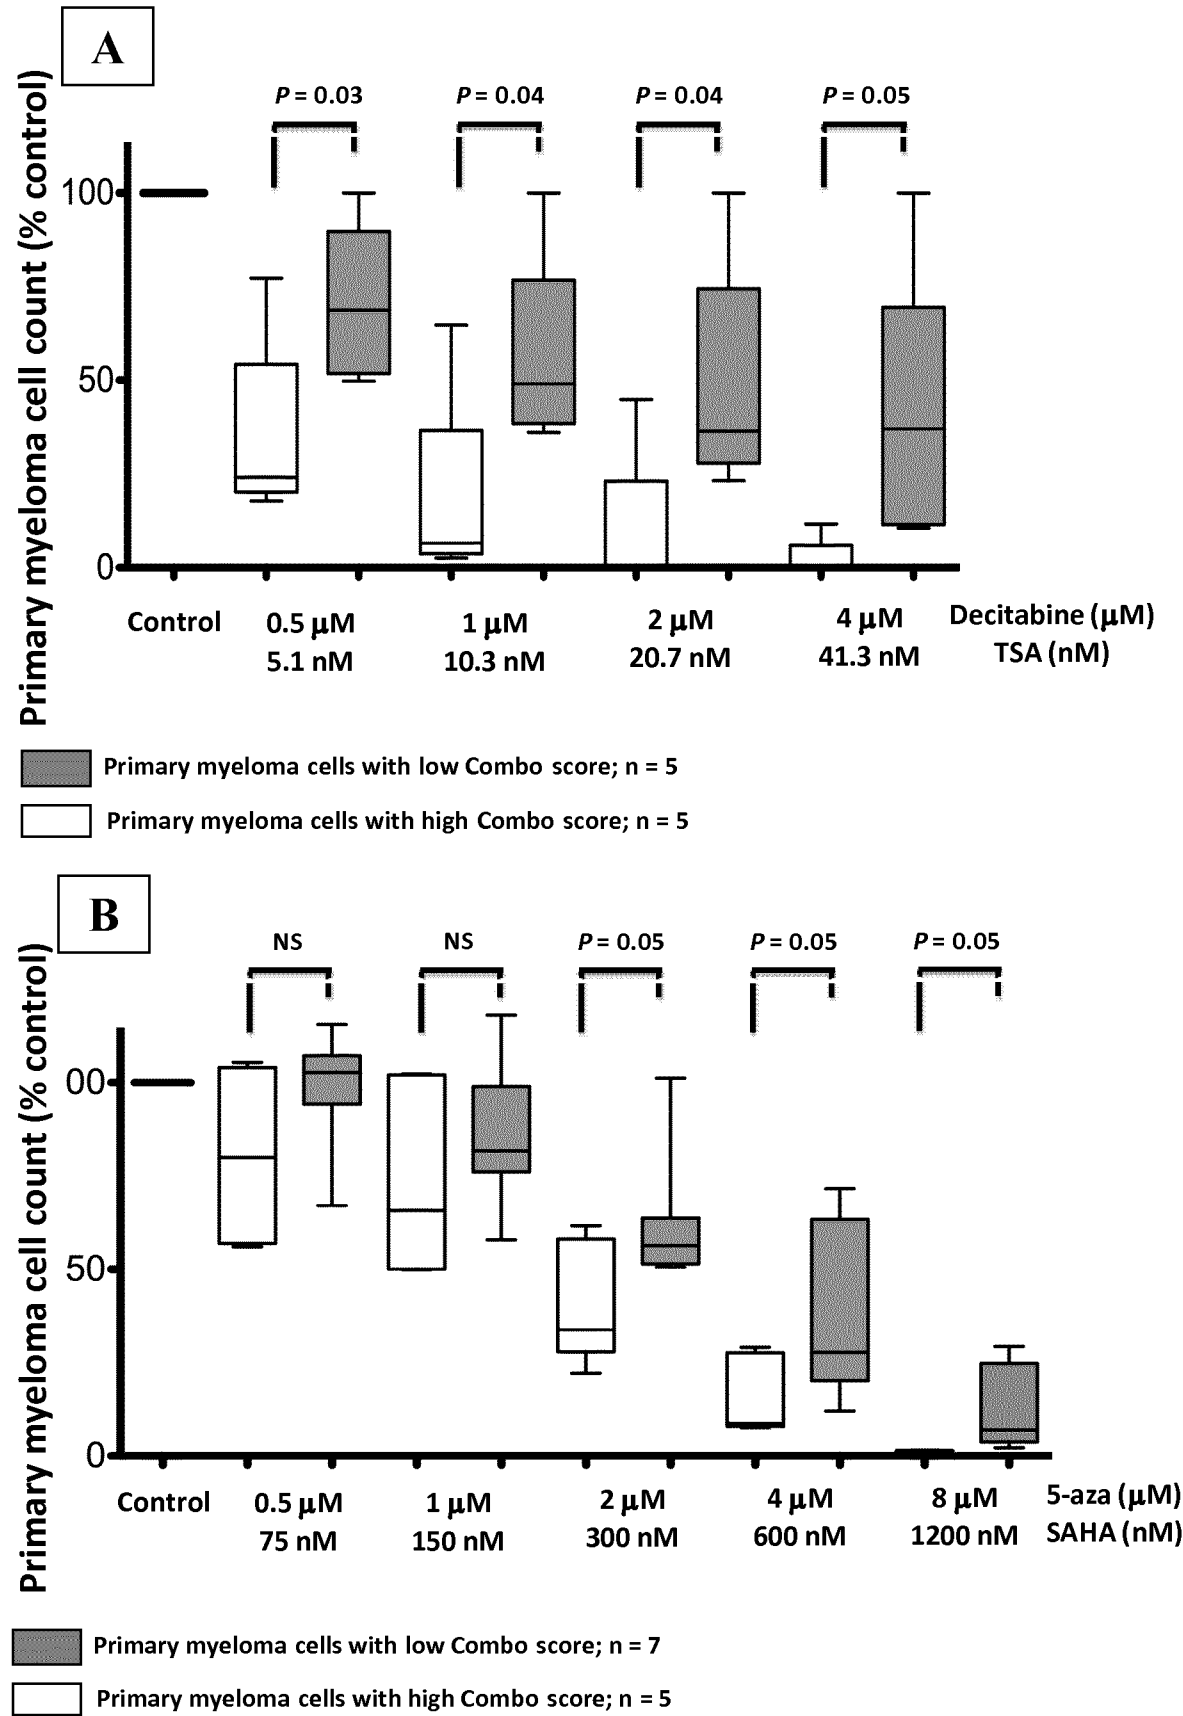 A
Primary myeloma cell count (% control)
P = 0.03 P = 0.04 P = 0.04 P = 0.05
100
50
0
Control 0.5 μM 1 μM 2 μM 4 μM Decitabine (μM)
5.1 nM 10.3 nM 20.7 nM 41.3 nM TSA (nM)
Primary myeloma cells with low Combo score; n = 5
Primary myeloma cells with high Combo score; n = 5
B
Primary myeloma cell count (% control)
NS NS P = 0.05 P = 0.05 P = 0.05
00
50
0
Control 0.5 μM 1 μM 2 μM 4 μM 8 μM 5-aza (μM)
75 nM 150 nM 300 nM 600 nM 1200 nM SAHA (nM)
Primary myeloma cells with low Combo score; n = 7
Primary myeloma cells with high Combo score; n = 5